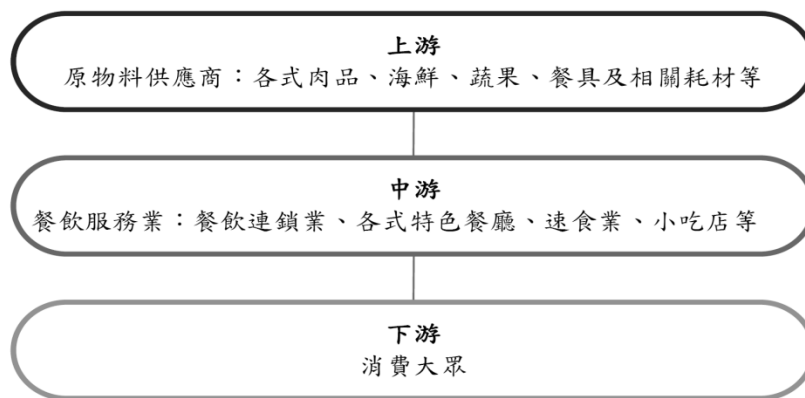 上游
原物料供應商：各式肉品、海鮮、蔬果、餐具及相關耗材等
中游
餐飲服務業：餐飲連鎖業、各式特色餐廳、速食業、小吃店等
下游
消費大眾